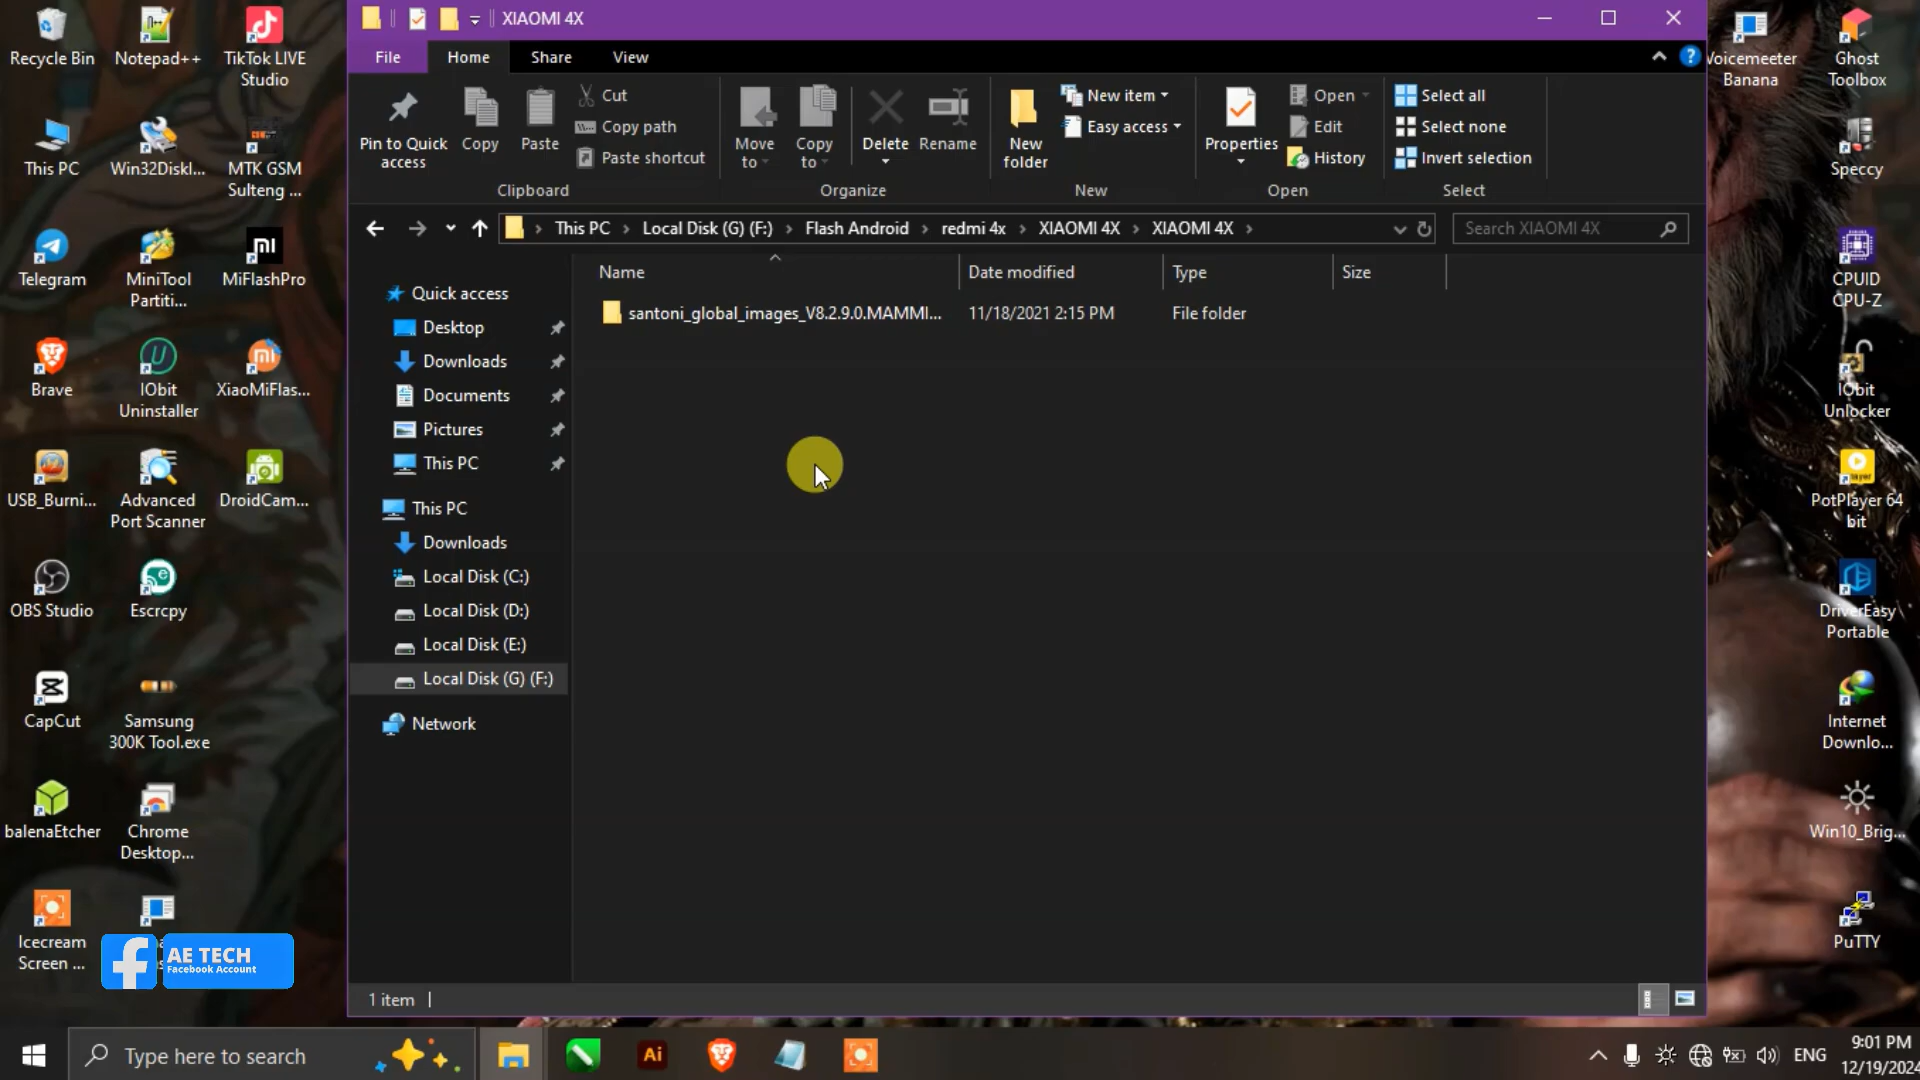 XIAOMI 4X
File
Home
Share
View
Pin to Quick access
Copy
Paste
Cut
Copy path
Paste shortcut
Clipboard
Move to
Copy to
Delete
Rename
Organize
New folder
New item
Easy access
New
Properties
Open
Edit
History
Open
Select all
Select none
Invert selection
Select
This PC
Local Disk (G) (F:)
Flash Android
redmi 4x
XIAOMI 4X
XIAOMI 4X
Search XIAOMI 4X
Name
Date modified
Type
Size
santoni_global_images_V8.2.9.0.MAMMI...
11/18/2021 2:15 PM
File folder
Quick access
Desktop
Downloads
Documents
Pictures
This PC
This PC
Downloads
Local Disk (C:)
Local Disk (D:)
Local Disk (E:)
Local Disk (G) (F:)
Network
1 item
Recycle Bin
Notepad++
TikTok LIVE
Studio
This PC
Win32DiskI...
MTK GSM
Sulteng ...
Telegram
MiniTool
Partiti...
MiFlashPro
Brave
IObit
Uninstaller
XiaoMiFlas...
USB_Burni...
Advanced
Port Scanner
DroidCam...
OBS Studio
Escrcpy
CapCut
Samsung
300K Tool.exe
balenaEtcher
Chrome
Desktop...
Icecream
Screen ...
AE TECH
Facebook Account
Voicemeeter
Banana
Ghost
Toolbox
Speccy
CPUID
CPU-Z
IObit
Unlocker
PotPlayer 64
bit
DriverEasy
Portable
Internet
Downlo...
Win10_Brig...
PuTTY
Type here to search
Ai
ENG
9:01 PM
12/19/2024